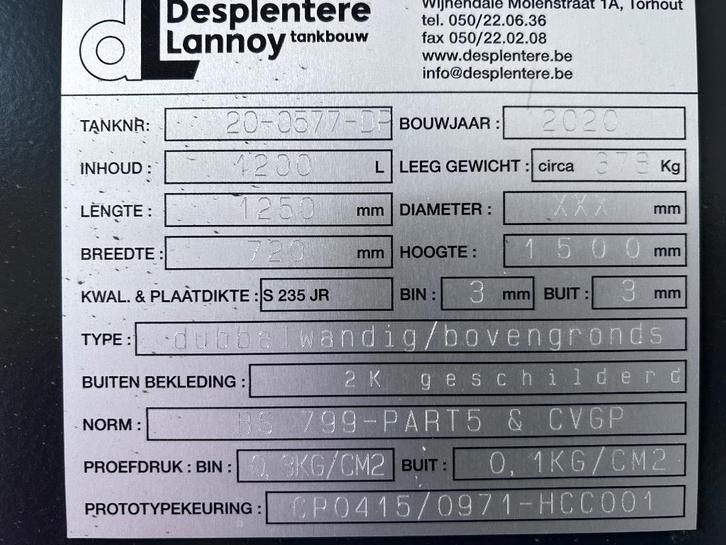 dL Desplentere
Lannoy tankbouw
Wijnendale Molenstraat 1A, Torhout
tel. 050/22.06.36
fax 050/22.02.08
www.desplentere.be
info@desplentere.be
TANKNR: 20-0577-DP BOUWJAAR : 2020
INHOUD : 1200 L LEEG GEWICHT : circa 378 Kg
LENGTE : 1250 mm DIAMETER : XXX mm
BREEDTE : 720 mm HOOGTE : 1500 mm
KWAL. & PLAATDIKTE : S 235 JR BIN : 3 mm BUIT : 3 mm
TYPE : dubbelwandig/bovengronds
BUITEN BEKLEDING : 2K geschilderd
NORM : BS 799-PART5 & CVGP
PROEFDRUK : BIN : 0,3KG/CM2 BUIT : 0,1KG/CM2
PROTOTYPEKEURING : CP0415/0971-HCC001